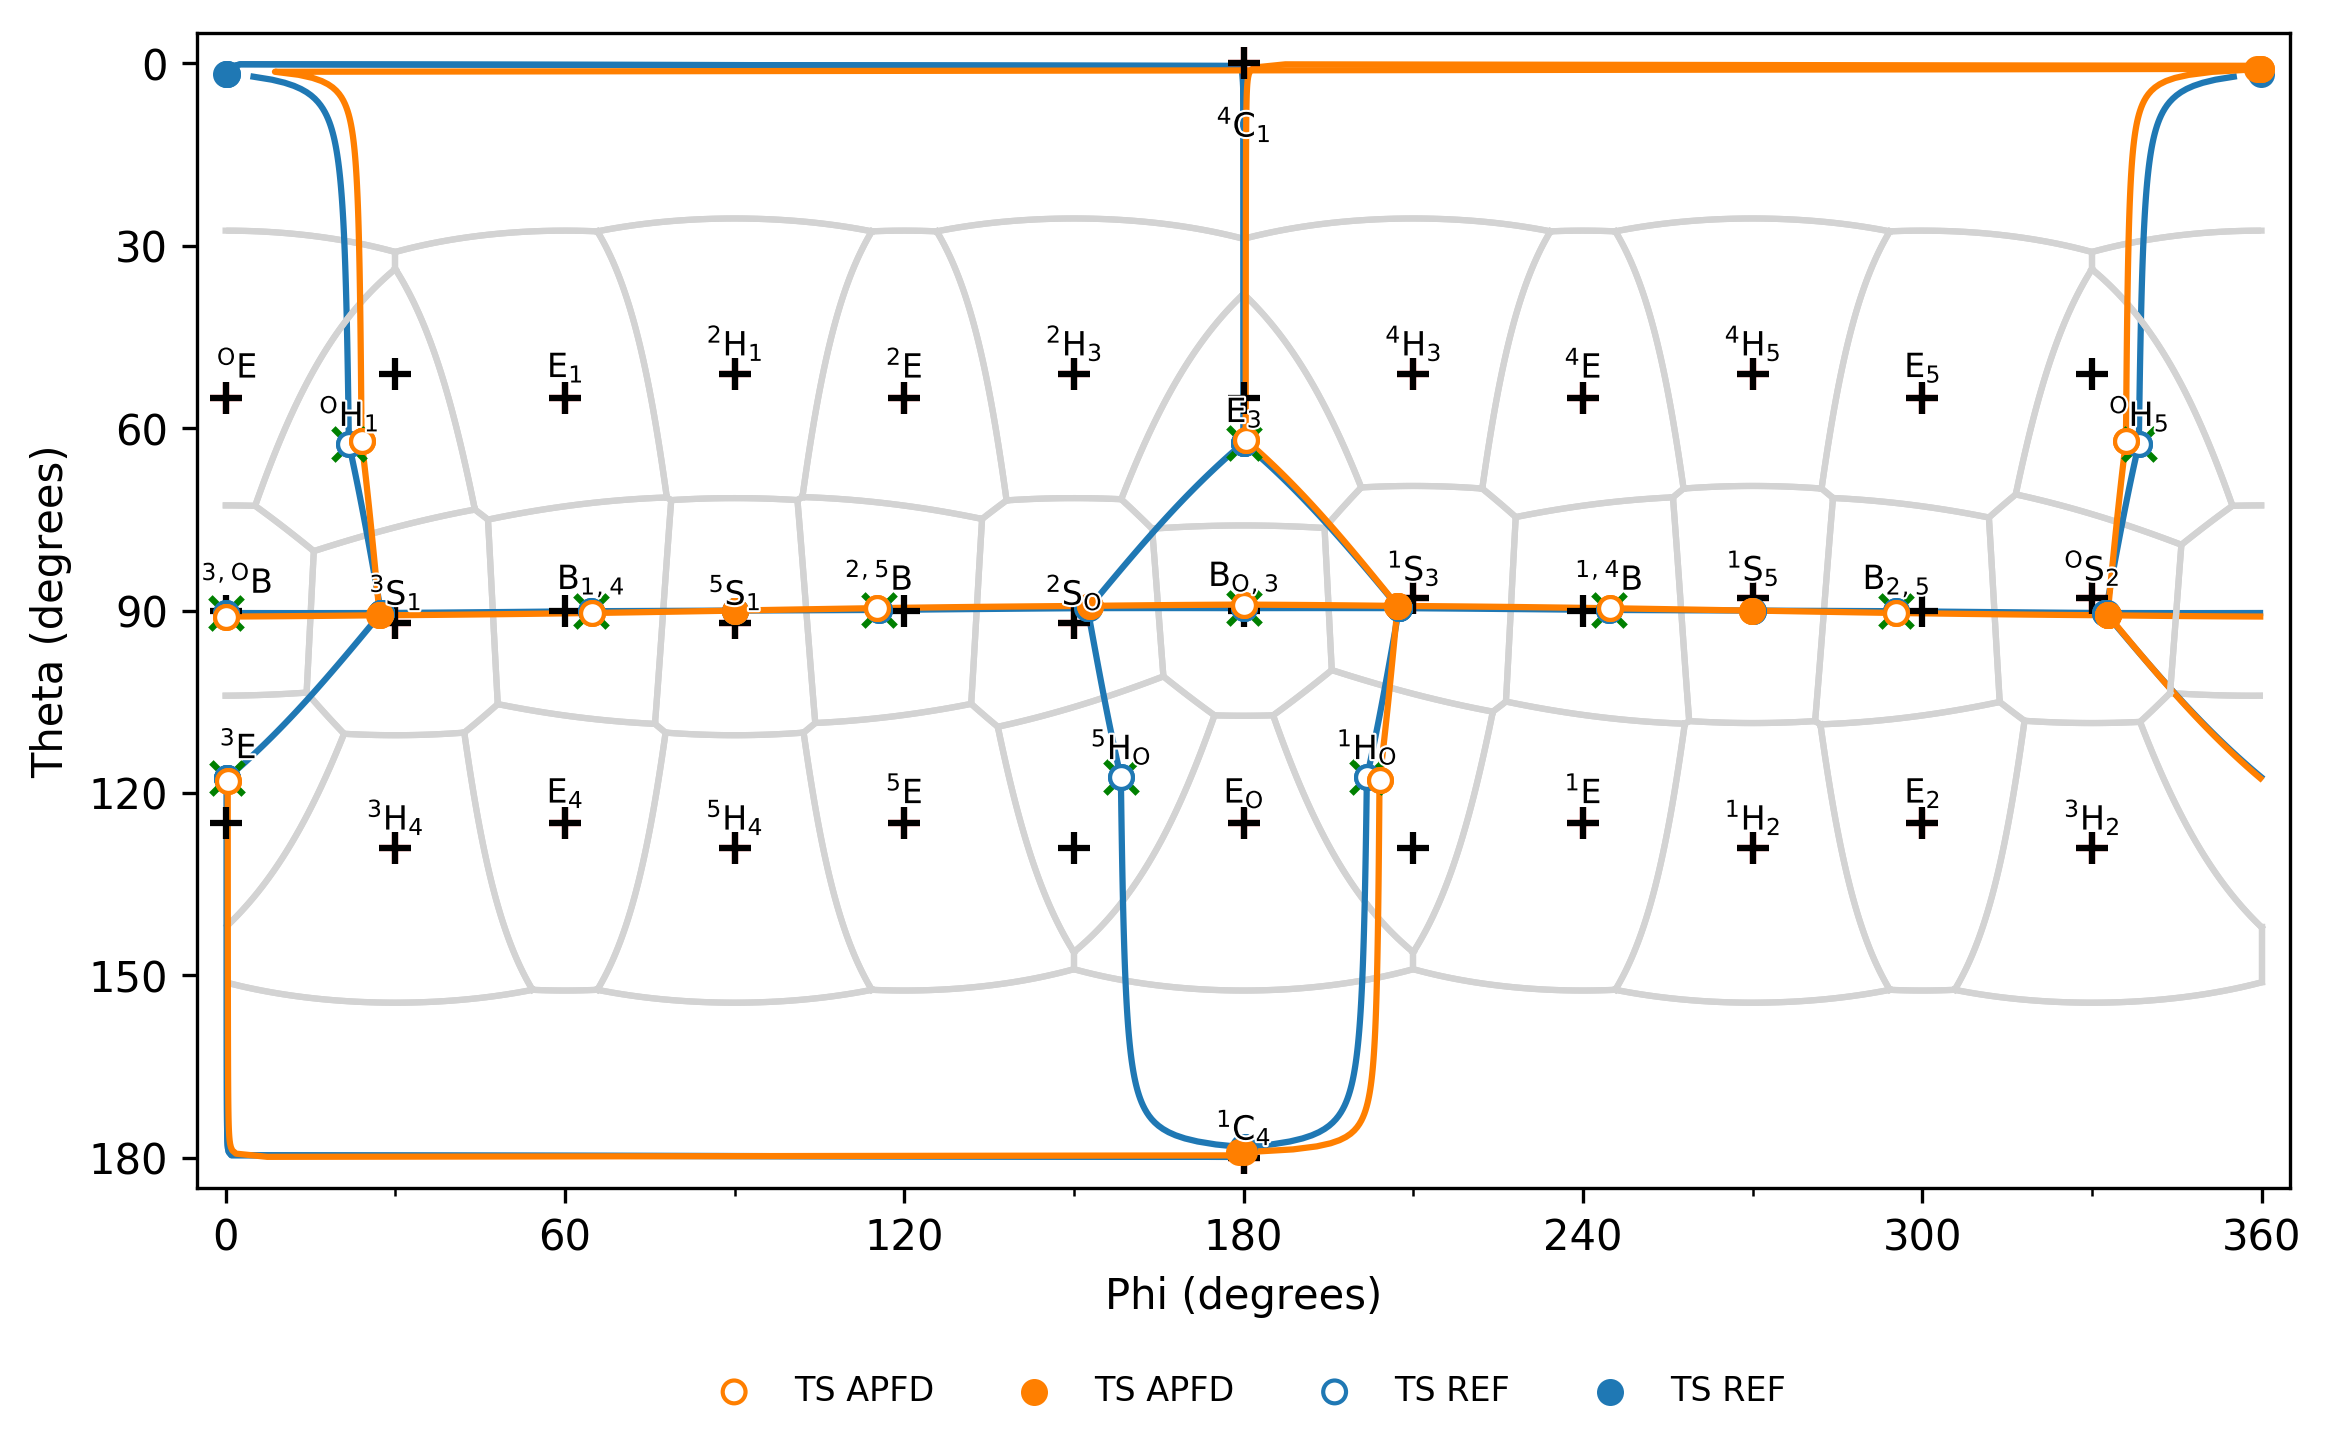 0
30
60
90
120
150
180
Theta (degrees)
⁴C₁
ᴼE
E₁
²H₁
²E
²H₃
⁴H₃
⁴E
⁴H₅
E₅
ᴼH₁
E₃
ᴼH₅
³,ᴼB
³S₁
B₁,₄
⁵S₁
²,⁵B
²Sₒ
Bₒ,₃
¹S₃
¹,⁴B
¹S₅
B₂,₅
ᴼS₂
³E
⁵Hₒ
¹Hₒ
³H₄
E₄
⁵H₄
⁵E
Eₒ
¹E
¹H₂
E₂
³H₂
¹C₄
0 60 120 180 240 300 360
Phi (degrees)
TS APFD TS APFD TS REF TS REF